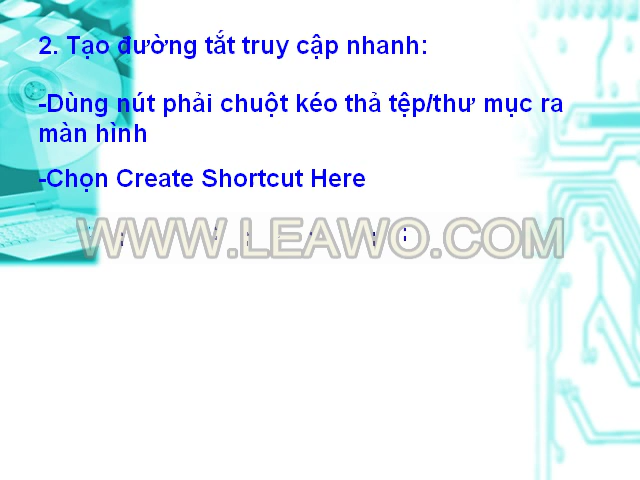 2. Tạo đường tắt truy cập nhanh:
-Dùng nút phải chuột kéo thả tệp/thư mục ra
màn hình
-Chọn Create Shortcut Here
WWW.LEAWO.COM